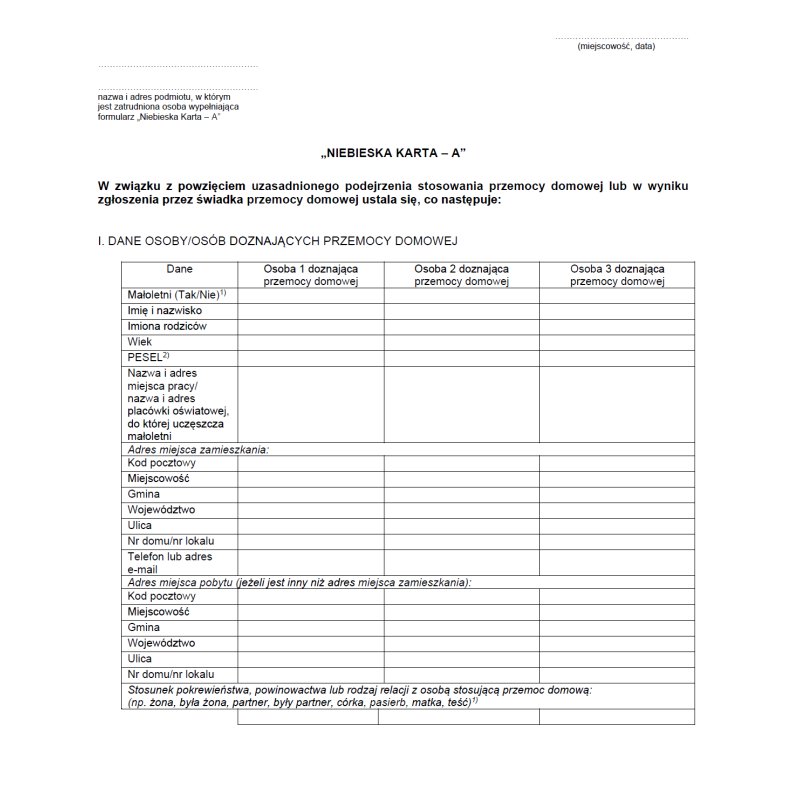 (miejscowość, data)
nazwa i adres podmiotu, w którym
jest zatrudniona osoba wypełniająca
formularz „Niebieska Karta – A”
„NIEBIESKA KARTA – A”
W związku z powzięciem uzasadnionego podejrzenia stosowania przemocy domowej lub w wyniku
zgłoszenia przez świadka przemocy domowej ustala się, co następuje:
I. DANE OSOBY/OSÓB DOZNAJĄCYCH PRZEMOCY DOMOWEJ
Dane
Osoba 1 doznająca
przemocy domowej
Osoba 2 doznająca
przemocy domowej
Osoba 3 doznająca
przemocy domowej
Małoletni (Tak/Nie)1)
Imię i nazwisko
Imiona rodziców
Wiek
PESEL2)
Nazwa i adres
miejsca pracy/
nazwa i adres
placówki oświatowej,
do której uczęszcza
małoletni
Adres miejsca zamieszkania:
Kod pocztowy
Miejscowość
Gmina
Województwo
Ulica
Nr domu/nr lokalu
Telefon lub adres
e-mail
Adres miejsca pobytu (jeżeli jest inny niż adres miejsca zamieszkania):
Kod pocztowy
Miejscowość
Gmina
Województwo
Ulica
Nr domu/nr lokalu
Stosunek pokrewieństwa, powinowactwa lub rodzaj relacji z osobą stosującą przemoc domową:
(np. żona, była żona, partner, były partner, córka, pasierb, matka, teść)1)